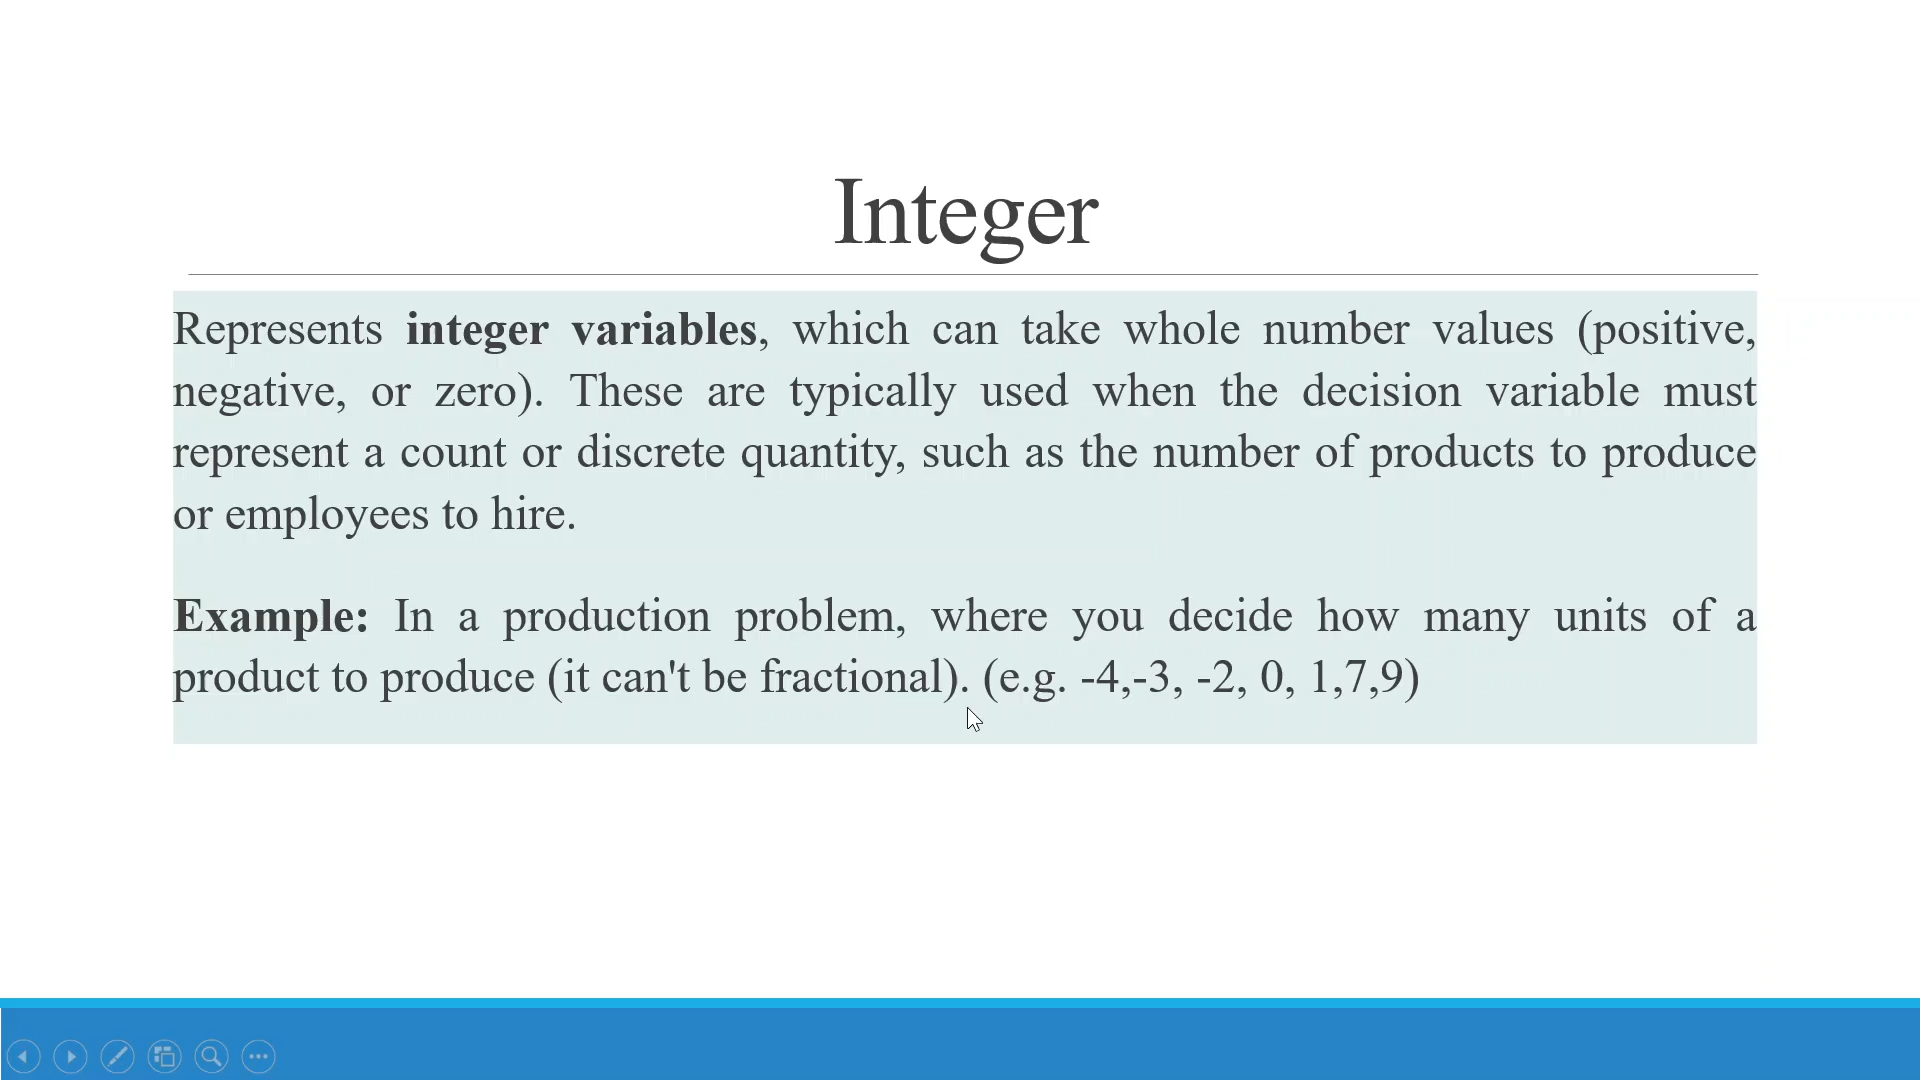 Integer
Represents integer variables, which can take whole number values (positive,
negative, or zero). These are typically used when the decision variable must
represent a count or discrete quantity, such as the number of products to produce
or employees to hire.
Example: In a production problem, where you decide how many units of a
product to produce (it can't be fractional). (e.g. -4,-3, -2, 0, 1,7,9)